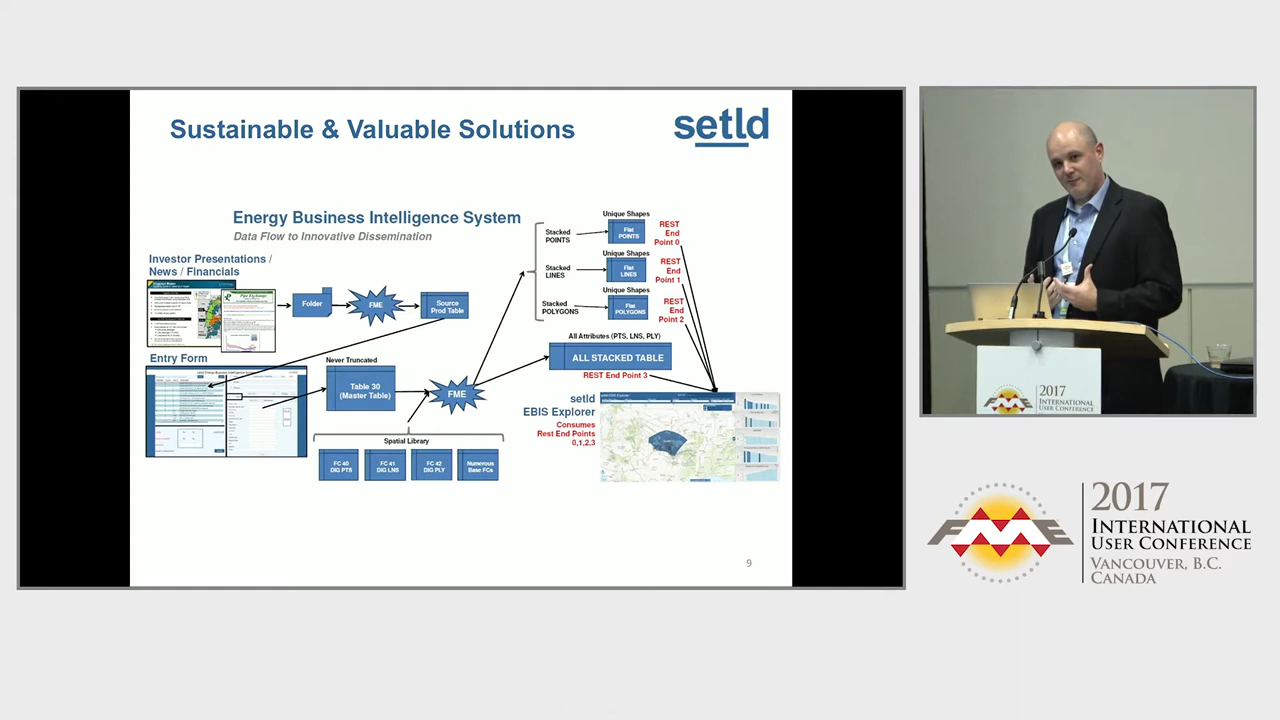 Sustainable & Valuable Solutions
setld
Energy Business Intelligence System
Data Flow to Innovative Dissemination
Investor Presentations /
News / Financials
Folder
FME
Source
Prod Table
Entry Form
Never Truncated
Table 30
(Master Table)
FME
Spatial Library
FC 40
DIG PTS
FC 41
DIG LNS
FC 42
DIG PLY
Numerous
Base FCs
Stacked
POINTS
Unique Shapes
Flat
POINTS
REST
End
Point 0
Stacked
LINES
Unique Shapes
Flat
LINES
REST
End
Point 1
Stacked
POLYGONS
Unique Shapes
Flat
POLYGONS
REST
End
Point 2
All Attributes (PTS, LNS, PLY)
ALL STACKED TABLE
REST End Point 3
setld
EBIS Explorer
Consumes
Rest End Points
0,1,2,3
9
2017
INTERNATIONAL
USER CONFERENCE
FME
2017
INTERNATIONAL
USER CONFERENCE
VANCOUVER, B.C.
CANADA